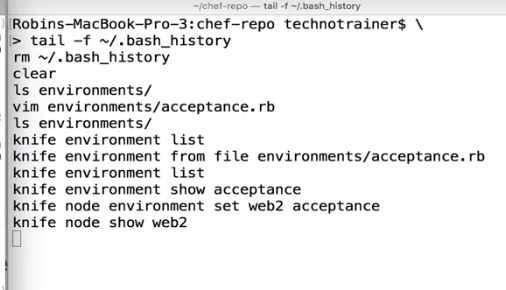 ~/chef-repo — tail -f ~/.bash_history
Robins-MacBook-Pro-3:chef-repo technotrainer$ \
> tail -f ~/.bash_history
rm ~/.bash_history
clear
ls environments/
vim environments/acceptance.rb
ls environments/
knife environment list
knife environment from file environments/acceptance.rb
knife environment list
knife environment show acceptance
knife node environment set web2 acceptance
knife node show web2